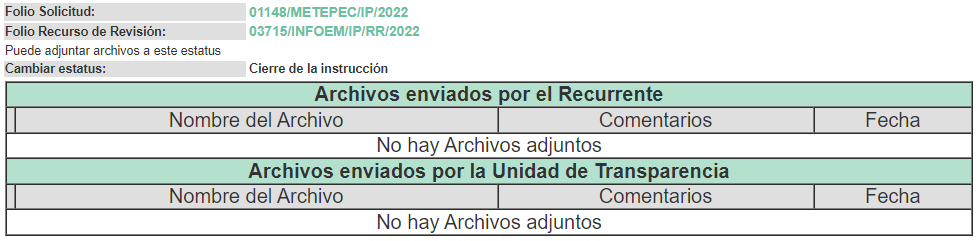 Folio Solicitud: 01148/METEPEC/IP/2022
Folio Recurso de Revisión: 03715/INFOEM/IP/RR/2022
Puede adjuntar archivos a este estatus
Cambiar estatus: Cierre de la instrucción
Archivos enviados por el Recurrente
Nombre del Archivo Comentarios Fecha
No hay Archivos adjuntos
Archivos enviados por la Unidad de Transparencia
Nombre del Archivo Comentarios Fecha
No hay Archivos adjuntos